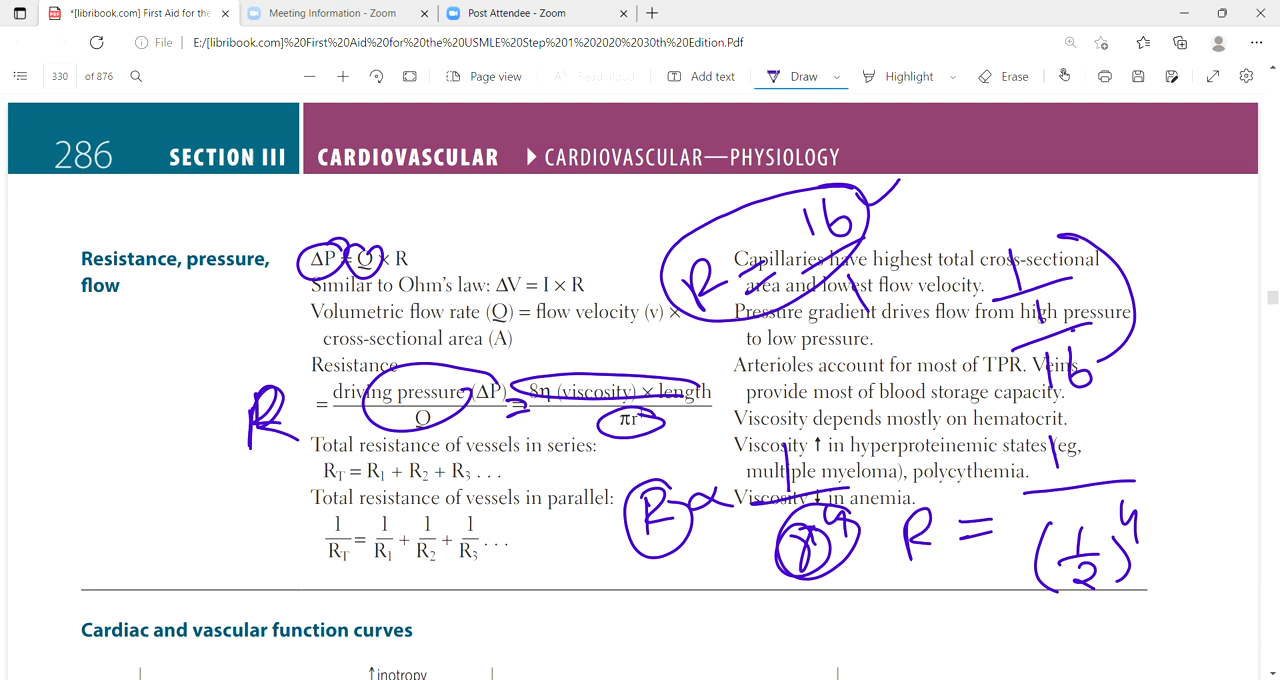 *[libribook.com] First Aid for the
Meeting Information - Zoom
Post Attendee - Zoom
File
E:/[libribook.com]%20First%20Aid%20for%20the%20USMLE%20Step%201%202020%2030th%20Edition.Pdf
330 of 876
Page view
Read aloud
Add text
Draw
Highlight
Erase
286 SECTION III CARDIOVASCULAR ▶ CARDIOVASCULAR—PHYSIOLOGY
Resistance, pressure,
flow
ΔP = Q × R
Similar to Ohm's law: ΔV = I × R
Volumetric flow rate (Q) = flow velocity (v) ×
cross-sectional area (A)
Resistance
= driving pressure (ΔP) / Q = 8η (viscosity) × length / πr⁴
Total resistance of vessels in series:
R_T = R₁ + R₂ + R₃ . . .
Total resistance of vessels in parallel:
1/R_T = 1/R₁ + 1/R₂ + 1/R₃ . . .
Capillaries have highest total cross-sectional
area and lowest flow velocity.
Pressure gradient drives flow from high pressure
to low pressure.
Arterioles account for most of TPR. Veins
provide most of blood storage capacity.
Viscosity depends mostly on hematocrit.
Viscosity ↑ in hyperproteinemic states (eg,
multiple myeloma), polycythemia.
Viscosity ↓ in anemia.
R
R = 16/1
1/(1/16)
R ∝ 1/r⁴
R = 1/(1/2)⁴
Cardiac and vascular function curves
↑ inotropy